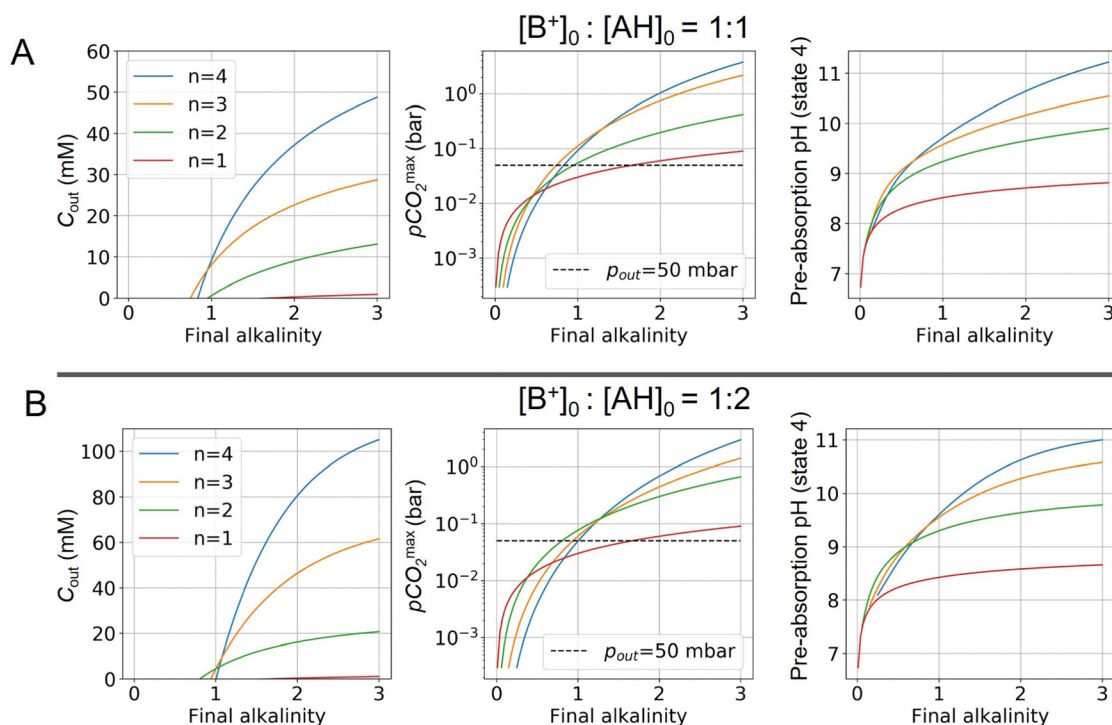 A
[B⁺]₀ : [AH]₀ = 1:1
C_out (mM)
60
50
40
30
20
10
0
n=4
n=3
n=2
n=1
0 1 2 3
Final alkalinity
pCO₂^max (bar)
10⁰
10⁻¹
10⁻²
10⁻³
p_out=50 mbar
0 1 2 3
Final alkalinity
Pre-absorption pH (state 4)
11
10
9
8
7
0 1 2 3
Final alkalinity
B
[B⁺]₀ : [AH]₀ = 1:2
C_out (mM)
100
80
60
40
20
0
n=4
n=3
n=2
n=1
0 1 2 3
Final alkalinity
pCO₂^max (bar)
10⁰
10⁻¹
10⁻²
10⁻³
p_out=50 mbar
0 1 2 3
Final alkalinity
Pre-absorption pH (state 4)
11
10
9
8
7
0 1 2 3
Final alkalinity